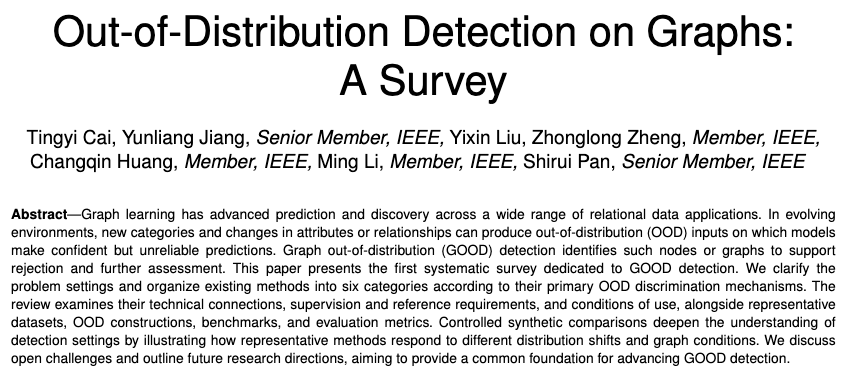 Out-of-Distribution Detection on Graphs:
A Survey
Tingyi Cai, Yunliang Jiang, Senior Member, IEEE, Yixin Liu, Zhonglong Zheng, Member, IEEE,
Changqin Huang, Member, IEEE, Ming Li, Member, IEEE, Shirui Pan, Senior Member, IEEE
Abstract—Graph learning has advanced prediction and discovery across a wide range of relational data applications. In evolving
environments, new categories and changes in attributes or relationships can produce out-of-distribution (OOD) inputs on which models
make confident but unreliable predictions. Graph out-of-distribution (GOOD) detection identifies such nodes or graphs to support
rejection and further assessment. This paper presents the first systematic survey dedicated to GOOD detection. We clarify the
problem settings and organize existing methods into six categories according to their primary OOD discrimination mechanisms. The
review examines their technical connections, supervision and reference requirements, and conditions of use, alongside representative
datasets, OOD constructions, benchmarks, and evaluation metrics. Controlled synthetic comparisons deepen the understanding of
detection settings by illustrating how representative methods respond to different distribution shifts and graph conditions. We discuss
open challenges and outline future research directions, aiming to provide a common foundation for advancing GOOD detection.